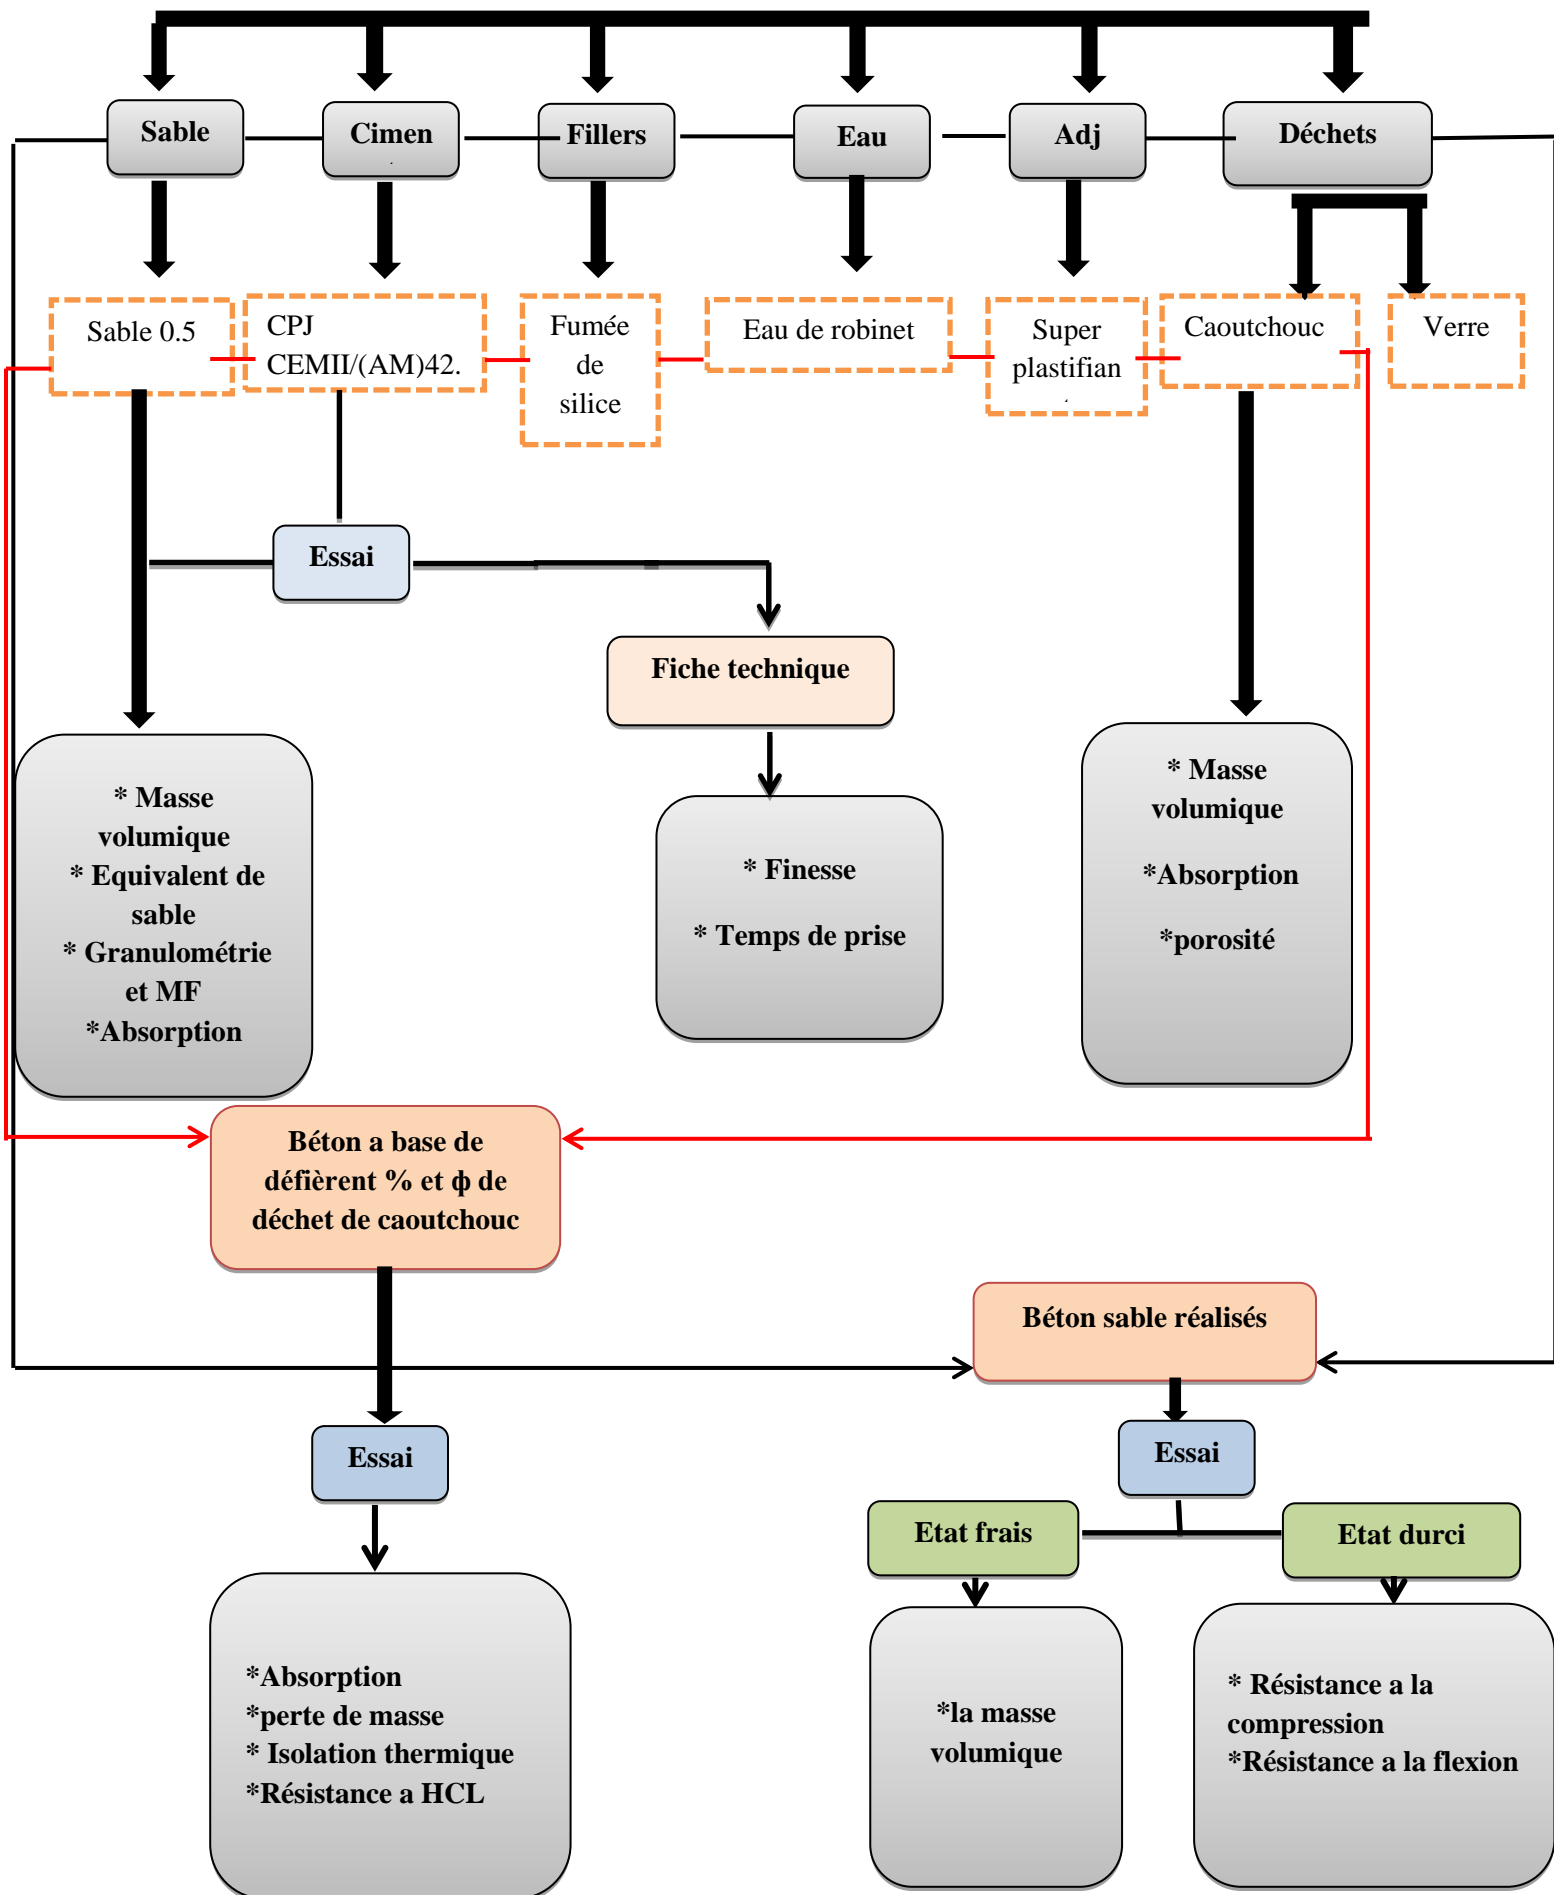 Sable
Cimen
Fillers
Eau
Adj
Déchets
Sable 0.5
CPJ
CEMII/(AM)42.
Fumée
de
silice
Eau de robinet
Super
plastifian
Caoutchouc
Verre
Essai
Fiche technique
* Masse
volumique
* Equivalent de
sable
* Granulométrie
et MF
*Absorption
* Finesse
* Temps de prise
* Masse
volumique
*Absorption
*porosité
Béton a base de
défièrent % et ф de
déchet de caoutchouc
Béton sable réalisés
Essai
Essai
Etat frais
Etat durci
*Absorption
*perte de masse
* Isolation thermique
*Résistance a HCL
*la masse
volumique
* Résistance a la
compression
*Résistance a la flexion